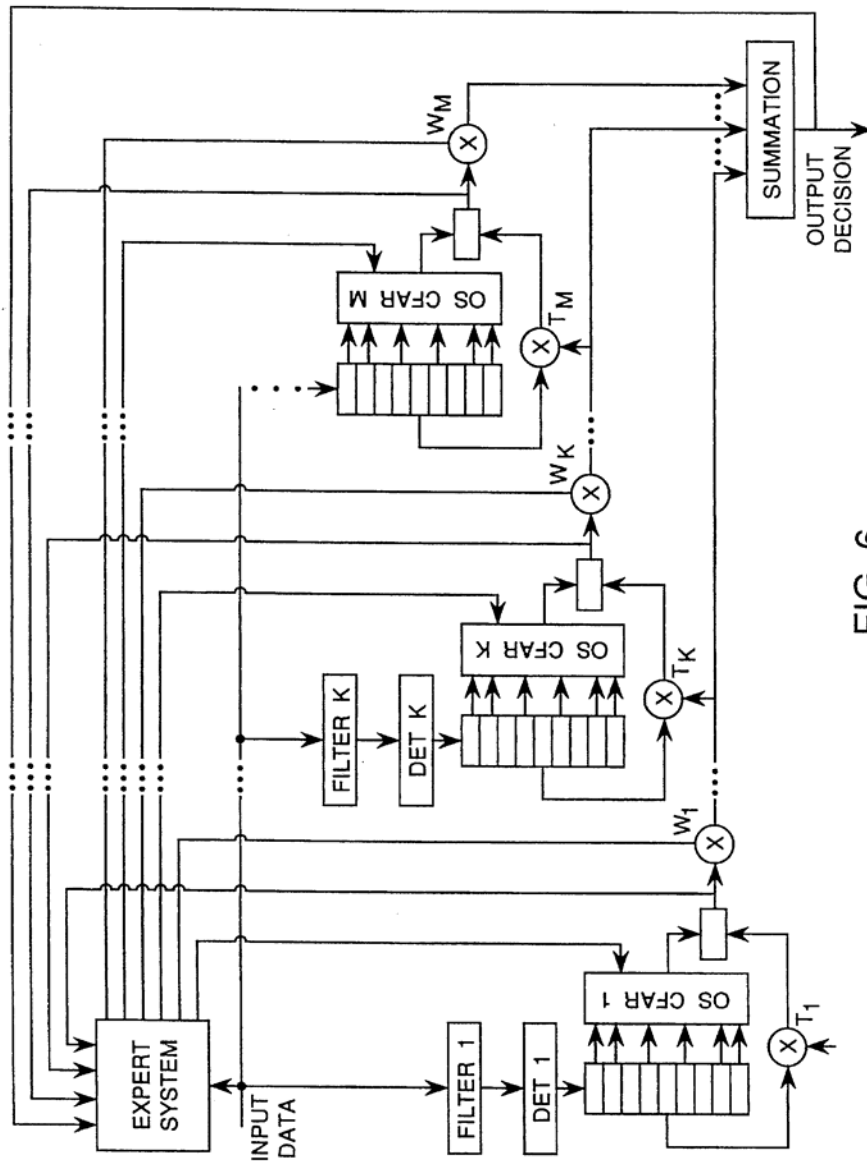 EXPERT
SYSTEM
INPUT
DATA
FILTER 1
DET 1
OS CFAR 1
T1
W1
FILTER K
DET K
OS CFAR K
TK
WK
OS CFAR M
TM
WM
SUMMATION
OUTPUT
DECISION
FIG. 6